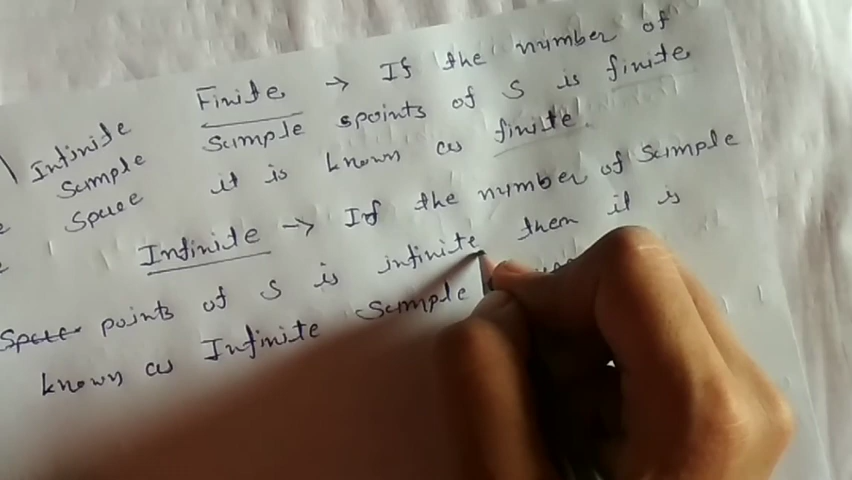 Finite → If the number of
sample spoints of S is finite
it is known as finite.
Infinite
Sample
Space
Infinite → If the number of sample
Space points of S is infinite then it is
known as Infinite Sample